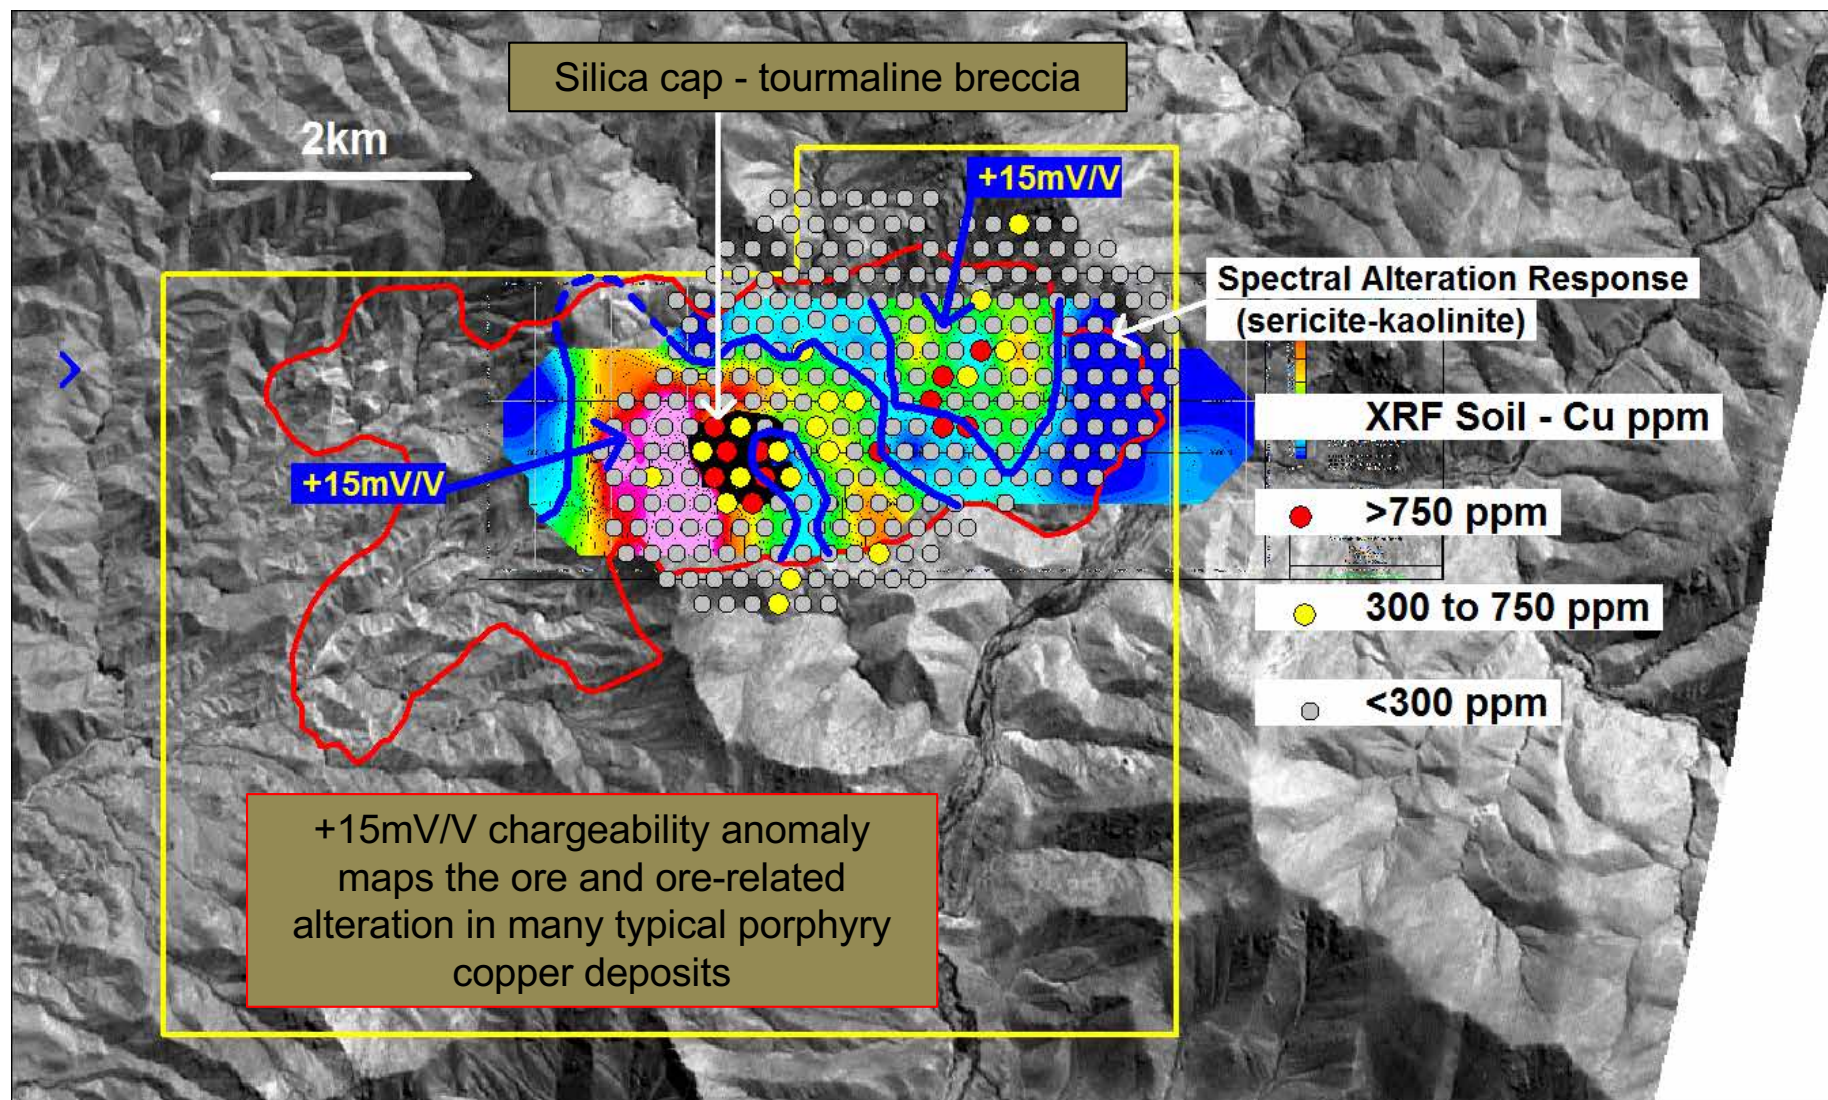 Silica cap - tourmaline breccia
2km
+15mV/V
Spectral Alteration Response
(sericite-kaolinite)
XRF Soil - Cu ppm
+15mV/V
>750 ppm
300 to 750 ppm
<300 ppm
+15mV/V chargeability anomaly
maps the ore and ore-related
alteration in many typical porphyry
copper deposits